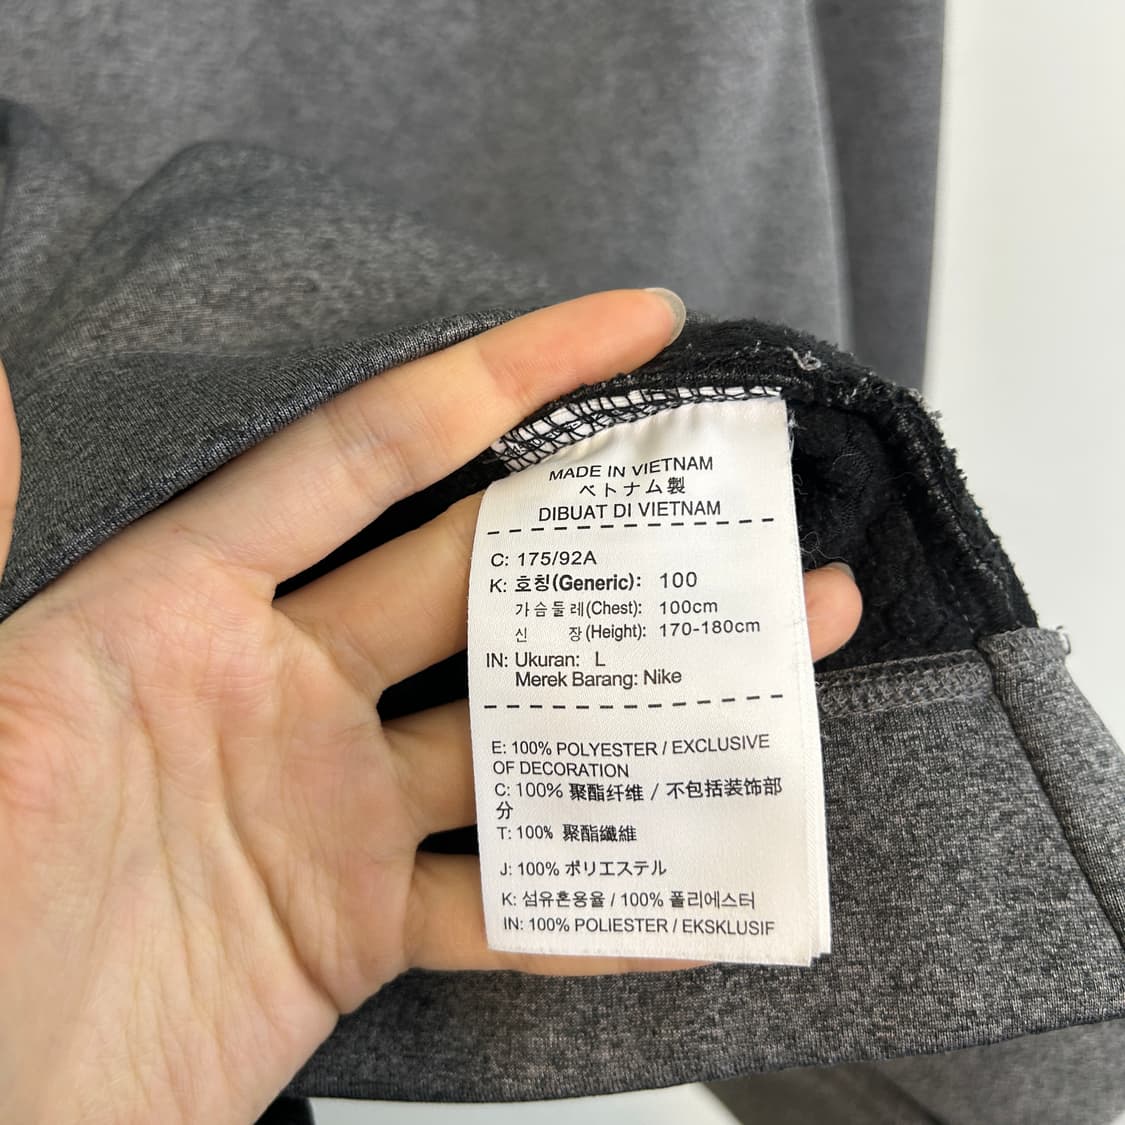 MADE IN VIETNAM
ベトナム製
DIBUAT DI VIETNAM
C: 175/92A
K: 호칭(Generic): 100
가슴둘레(Chest): 100cm
신 장(Height): 170-180cm
IN: Ukuran: L
Merek Barang: Nike
E: 100% POLYESTER / EXCLUSIVE
OF DECORATION
C: 100% 聚酯纤维 / 不包括装饰部
分
T: 100% 聚酯纖維
J: 100% ポリエステル
K: 섬유혼용율 / 100% 폴리에스터
IN: 100% POLIESTER / EKSKLUSIF